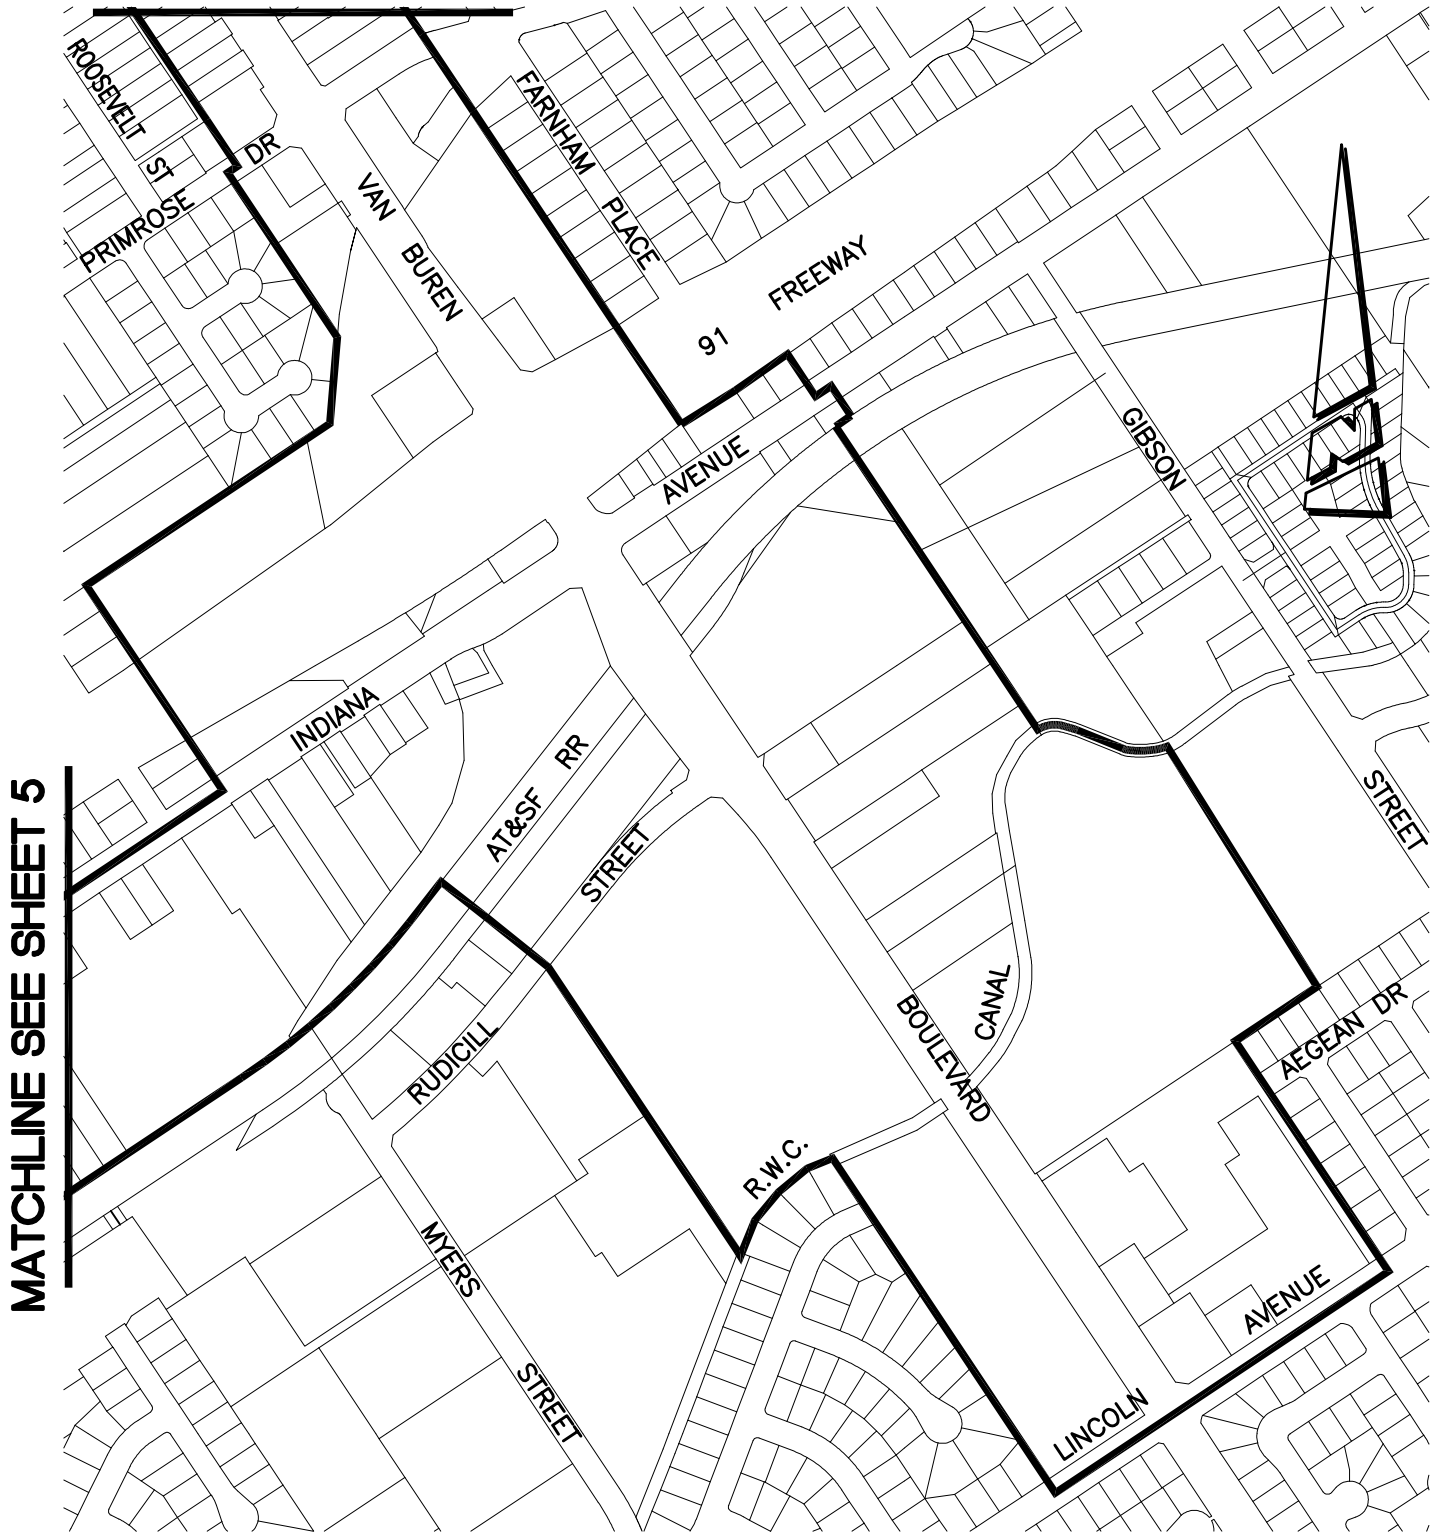 ROOSEVELT ST
PRIMROSE DR
VAN BUREN
FARNHAM PLACE
91 FREEWAY
AVENUE
GIBSON
N
INDIANA
AT&SF RR
STREET
STREET
MATCHLINE SEE SHEET 5
CANAL
BOULEVARD
AEGEAN DR
RUDICILL
R.W.C.
MYERS
STREET
AVENUE
LINCOLN